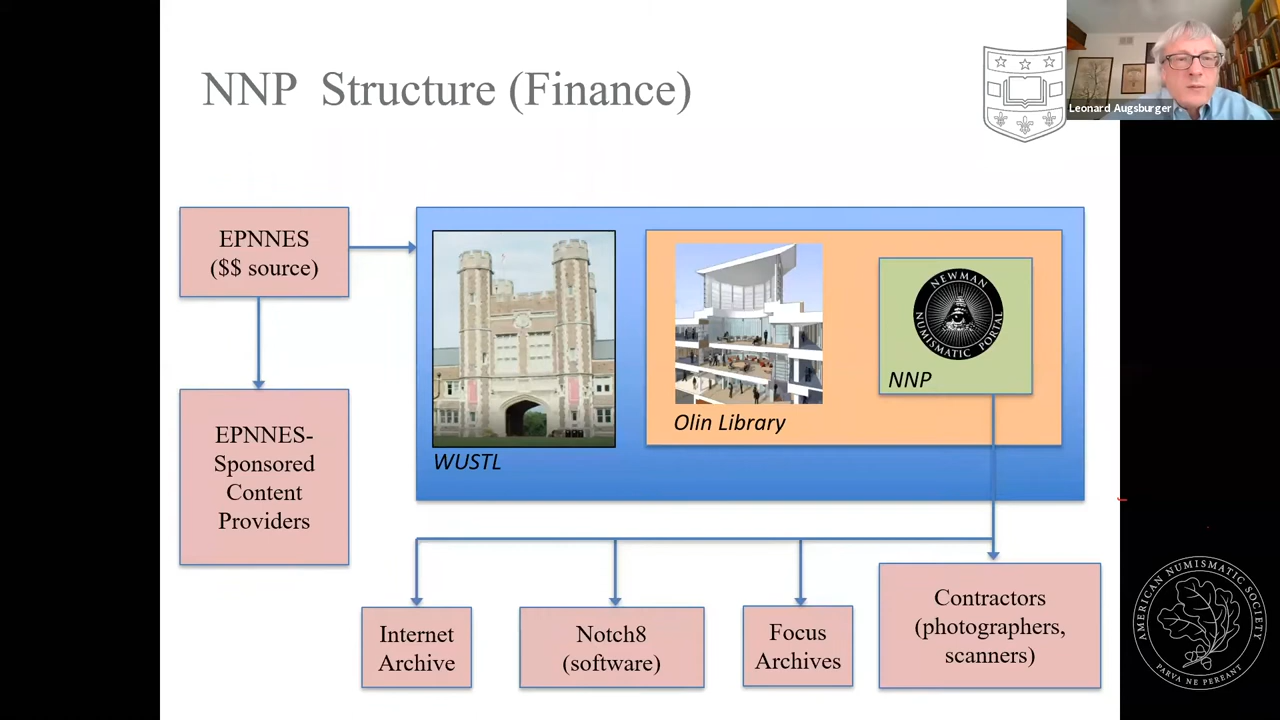 NNP Structure (Finance)
Leonard Augsburger
EPNNES
($$ source)
EPNNES-
Sponsored
Content
Providers
WUSTL
Olin Library
NEWMAN
NUMISMATIC PORTAL
NNP
Internet
Archive
Notch8
(software)
Focus
Archives
Contractors
(photographers,
scanners)
AMERICAN NUMISMATIC SOCIETY
PARVA NE PEREANT